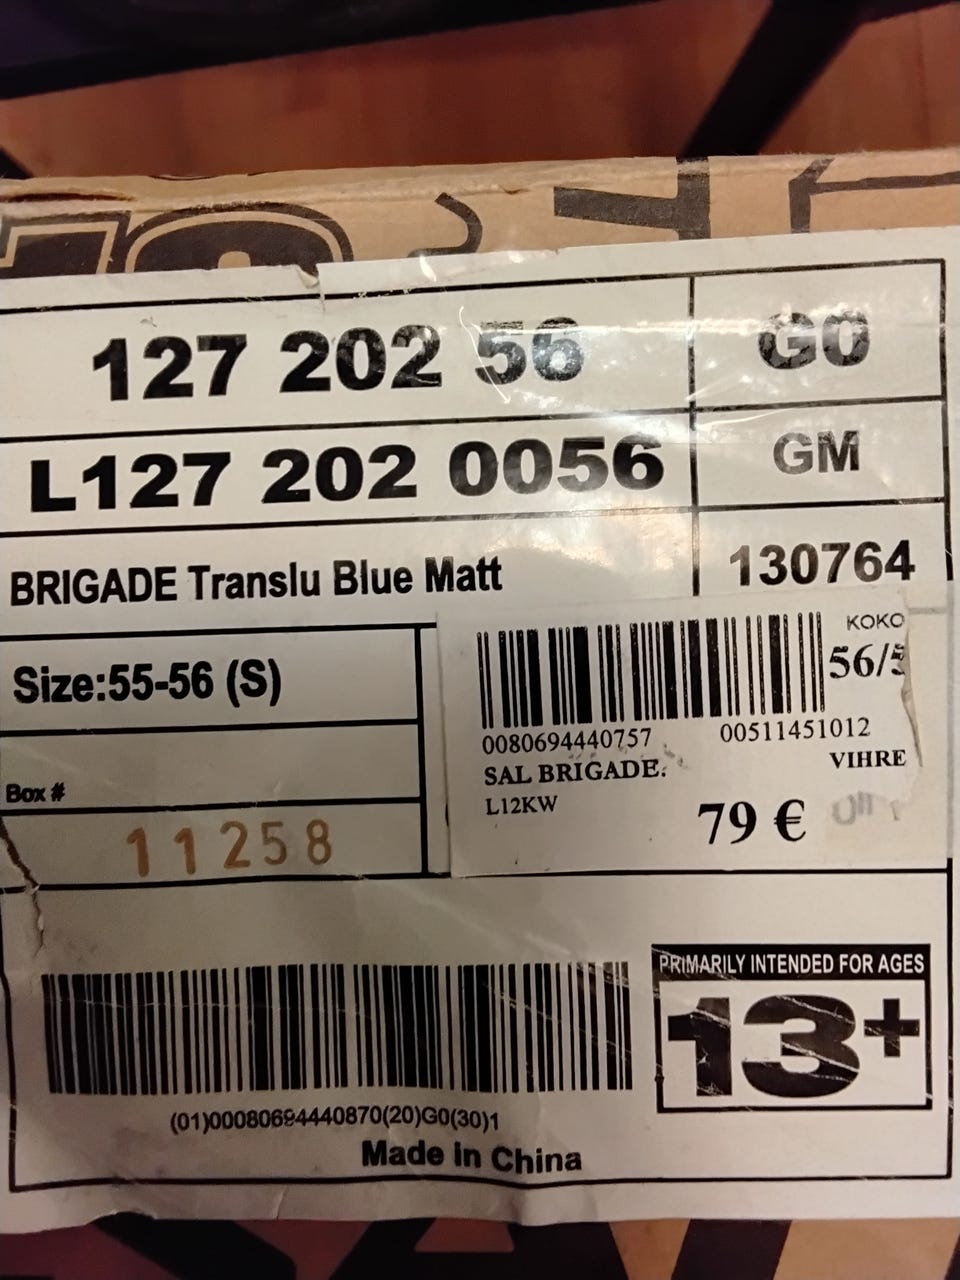 127 202 56
G0
L127 202 0056
GM
BRIGADE Translu Blue Matt
130764
Size:55-56 (S)
KOKO
56/5
0080694440757
00511451012
SAL BRIGADE.
VIHRE
L12KW
79 €
Box #
11258
PRIMARILY INTENDED FOR AGES
13+
(01)00080694440870(20)G0(30)1
Made in China